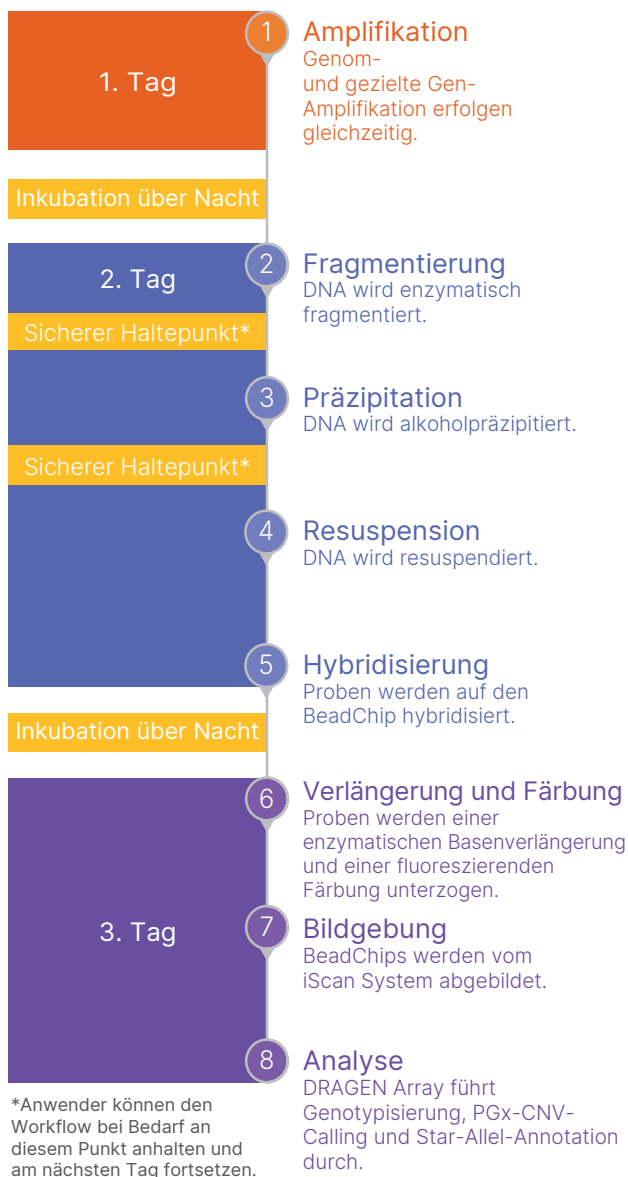 1. Tag
1
Amplifikation
Genom-
und gezielte Gen-
Amplifikation erfolgen
gleichzeitig.
Inkubation über Nacht
2. Tag
2
Fragmentierung
DNA wird enzymatisch
fragmentiert.
Sicherer Haltepunkt*
3
Präzipitation
DNA wird alkoholpräzipitiert.
Sicherer Haltepunkt*
4
Resuspension
DNA wird resuspendiert.
5
Hybridisierung
Proben werden auf den
BeadChip hybridisiert.
Inkubation über Nacht
3. Tag
6
Verlängerung und Färbung
Proben werden einer
enzymatischen Basenverlängerung
und einer fluoreszierenden
Färbung unterzogen.
7
Bildgebung
BeadChips werden vom
iScan System abgebildet.
8
Analyse
DRAGEN Array führt
Genotypisierung, PGx-CNV-
Calling und Star-Allel-Annotation
durch.
*Anwender können den
Workflow bei Bedarf an
diesem Punkt anhalten und
am nächsten Tag fortsetzen.